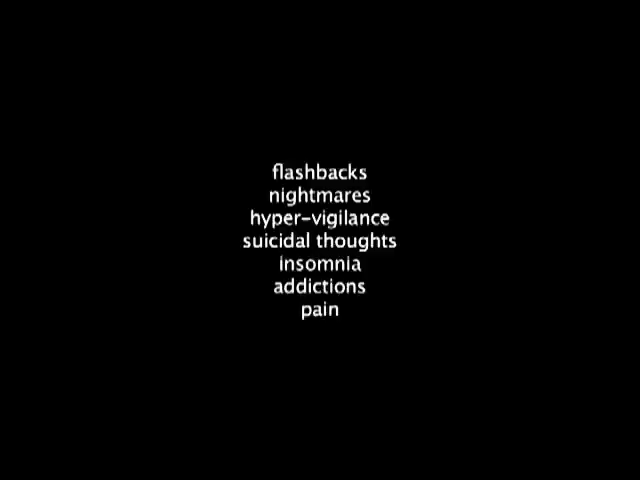 flashbacks
nightmares
hyper-vigilance
suicidal thoughts
insomnia
addictions
pain